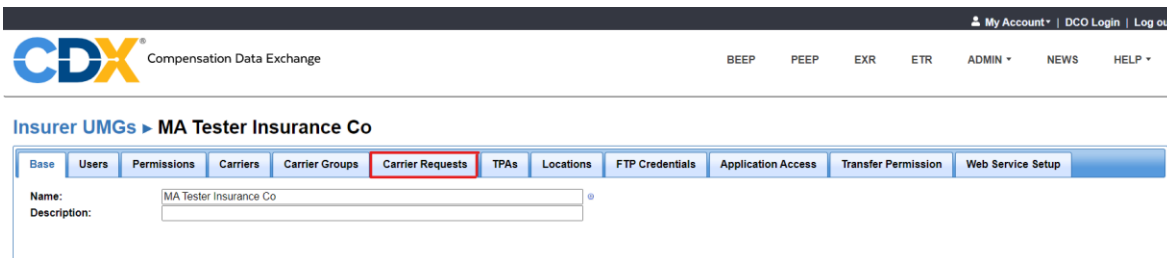 My Account | DCO Login | Log ou
CDX® Compensation Data Exchange
BEEP PEEP EXR ETR ADMIN NEWS HELP
Insurer UMGs ► MA Tester Insurance Co
Base Users Permissions Carriers Carrier Groups Carrier Requests TPAs Locations FTP Credentials Application Access Transfer Permission Web Service Setup
Name: MA Tester Insurance Co
Description: